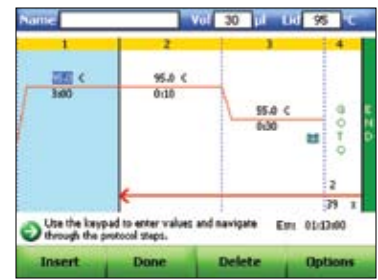 Name Vol 30 µl Lid 95 °C
1 2 3 4
95.0 C 95.0 C
3:00 0:10
55.0 C
0:30
G
O
T
O
E
N
D
2
39 x
Use the keypad to enter values and navigate
through the protocol steps.
Est: 01:13:00
Insert Done Delete Options